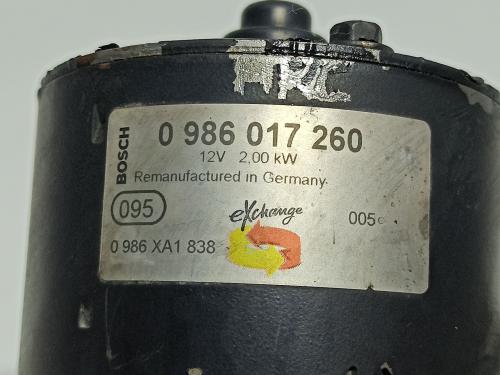 BOSCH
0 986 017 260
12V 2,00 kW
Remanufactured in Germany
095
eXchange
005
0 986 XA1 838